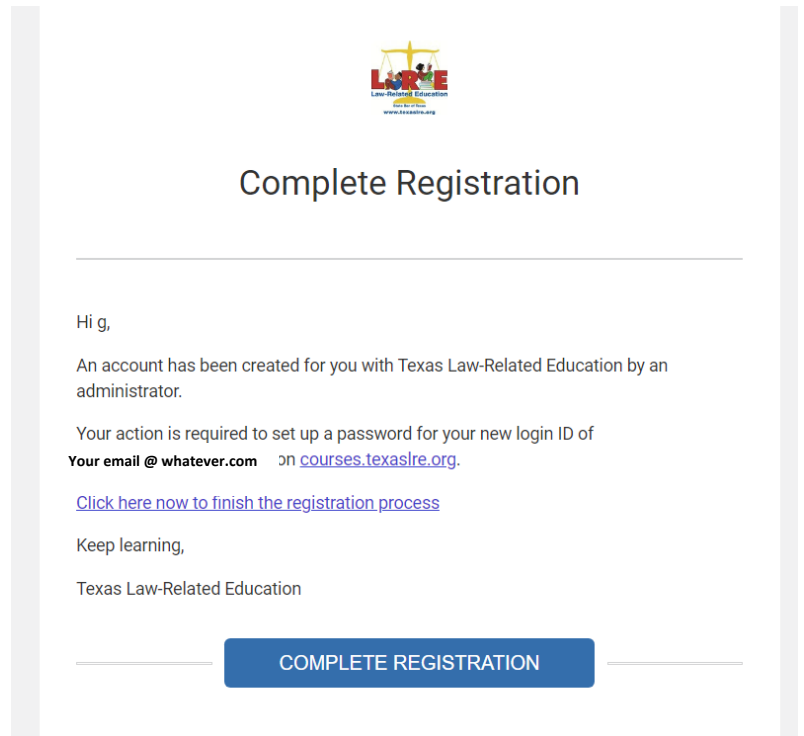 LRE
Law-Related Education
State Bar of Texas
www.texaslre.org
Complete Registration
Hi g,
An account has been created for you with Texas Law-Related Education by an
administrator.
Your action is required to set up a password for your new login ID of
Your email @ whatever.com on courses.texaslre.org.
Click here now to finish the registration process
Keep learning,
Texas Law-Related Education
COMPLETE REGISTRATION